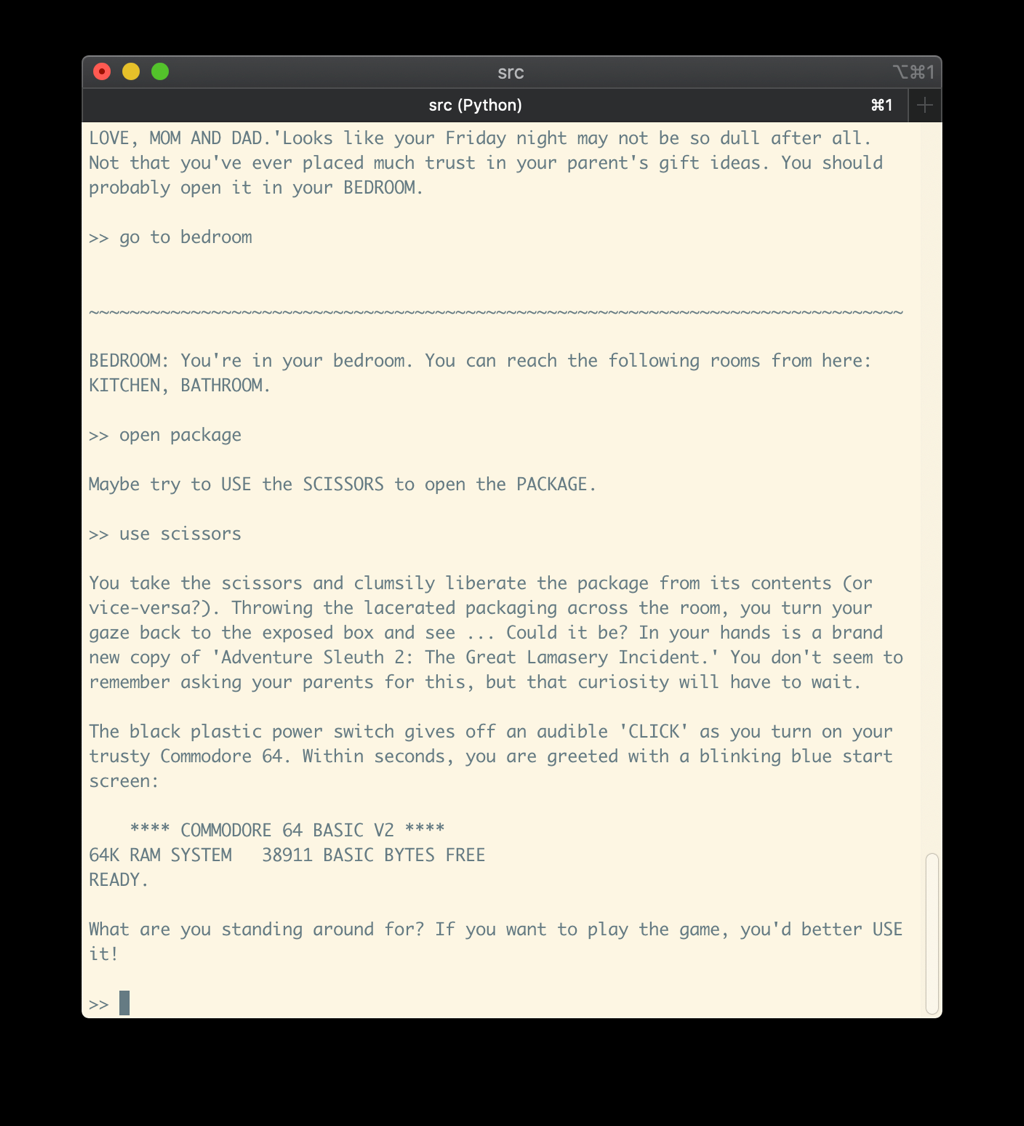 src
⌥⌘1
src (Python)
⌘1
LOVE, MOM AND DAD.'Looks like your Friday night may not be so dull after all.
Not that you've ever placed much trust in your parent's gift ideas. You should
probably open it in your BEDROOM.
>> go to bedroom
~~~~~~~~~~~~~~~~~~~~~~~~~~~~~~~~~~~~~~~~~~~~~~~~~~~~~~~~~~~~~~~~~~~~~~~~~~~~~~~~
BEDROOM: You're in your bedroom. You can reach the following rooms from here:
KITCHEN, BATHROOM.
>> open package
Maybe try to USE the SCISSORS to open the PACKAGE.
>> use scissors
You take the scissors and clumsily liberate the package from its contents (or
vice-versa?). Throwing the lacerated packaging across the room, you turn your
gaze back to the exposed box and see ... Could it be? In your hands is a brand
new copy of 'Adventure Sleuth 2: The Great Lamasery Incident.' You don't seem to
remember asking your parents for this, but that curiosity will have to wait.
The black plastic power switch gives off an audible 'CLICK' as you turn on your
trusty Commodore 64. Within seconds, you are greeted with a blinking blue start
screen:
**** COMMODORE 64 BASIC V2 ****
64K RAM SYSTEM   38911 BASIC BYTES FREE
READY.
What are you standing around for? If you want to play the game, you'd better USE
it!
>>